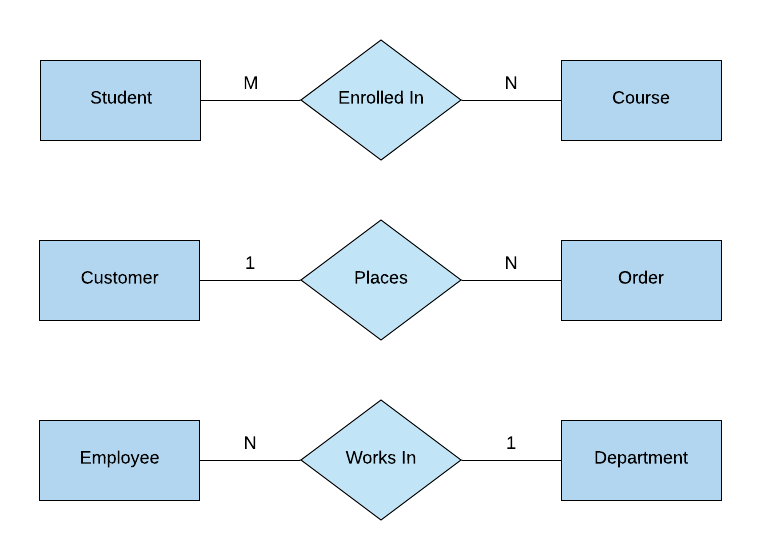 Student M Enrolled In N Course
Customer 1 Places N Order
Employee N Works In 1 Department